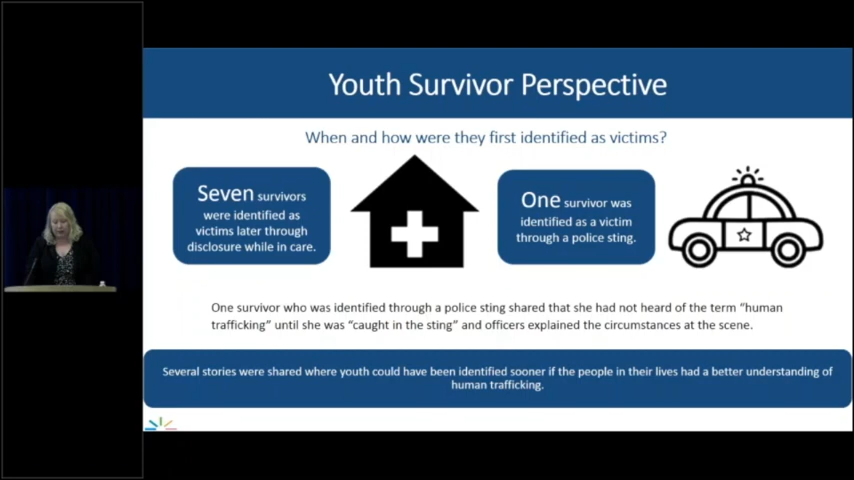 Youth Survivor Perspective
When and how were they first identified as victims?
Seven survivors
were identified as
victims later through
disclosure while in care.
One survivor was
identified as a victim
through a police sting.
One survivor who was identified through a police sting shared that she had not heard of the term “human
trafficking” until she was “caught in the sting” and officers explained the circumstances at the scene.
Several stories were shared where youth could have been identified sooner if the people in their lives had a better understanding of
human trafficking.